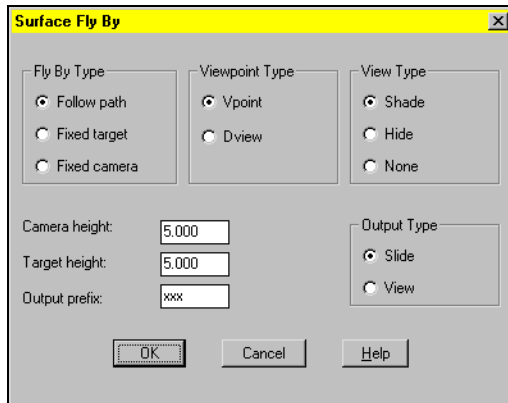 Surface Fly By
Fly By Type
Follow path
Fixed target
Fixed camera
Viewpoint Type
Vpoint
Dview
View Type
Shade
Hide
None
Camera height: 5.000
Target height: 5.000
Output prefix: xxx
Output Type
Slide
View
OK Cancel Help